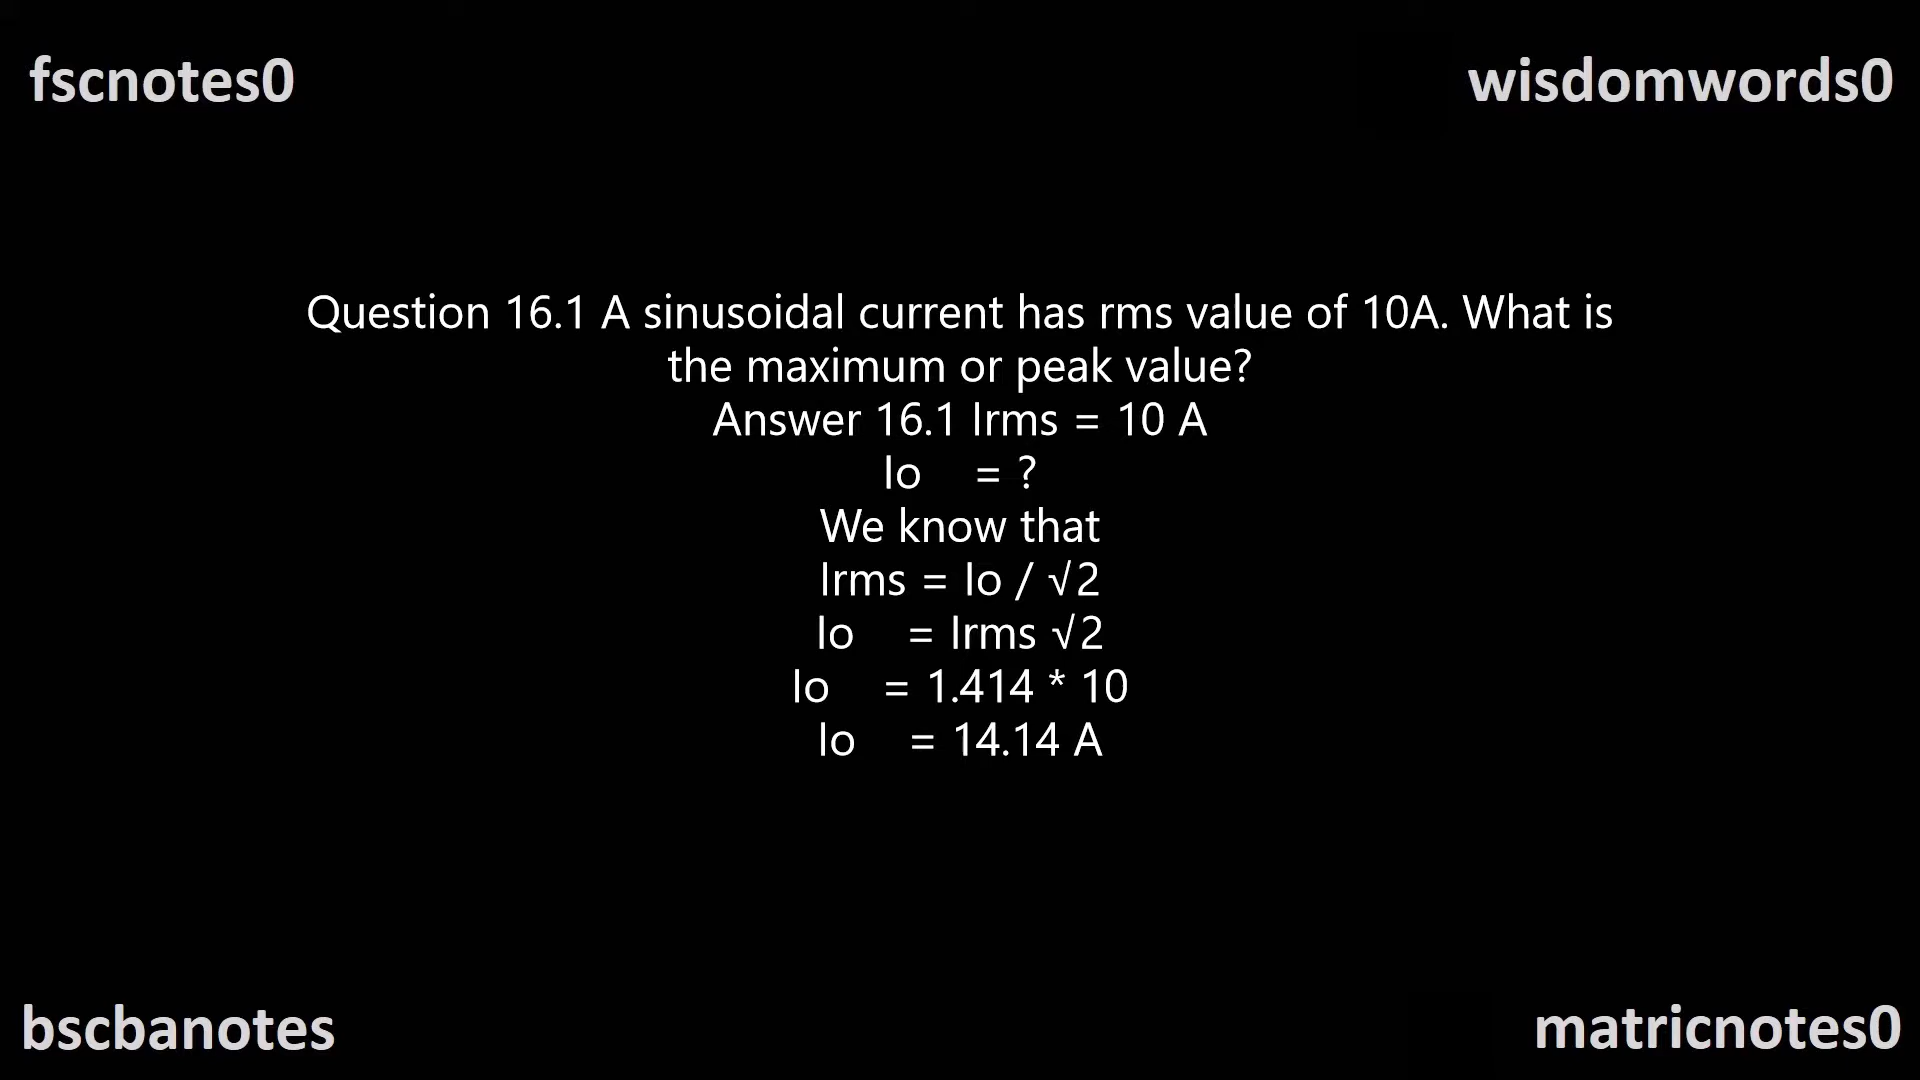 fscnotes0
wisdomwords0
Question 16.1 A sinusoidal current has rms value of 10A. What is
the maximum or peak value?
Answer 16.1 Irms = 10 A
Io = ?
We know that
Irms = Io / √2
Io = Irms √2
Io = 1.414 * 10
Io = 14.14 A
bscbanotes
matricnotes0